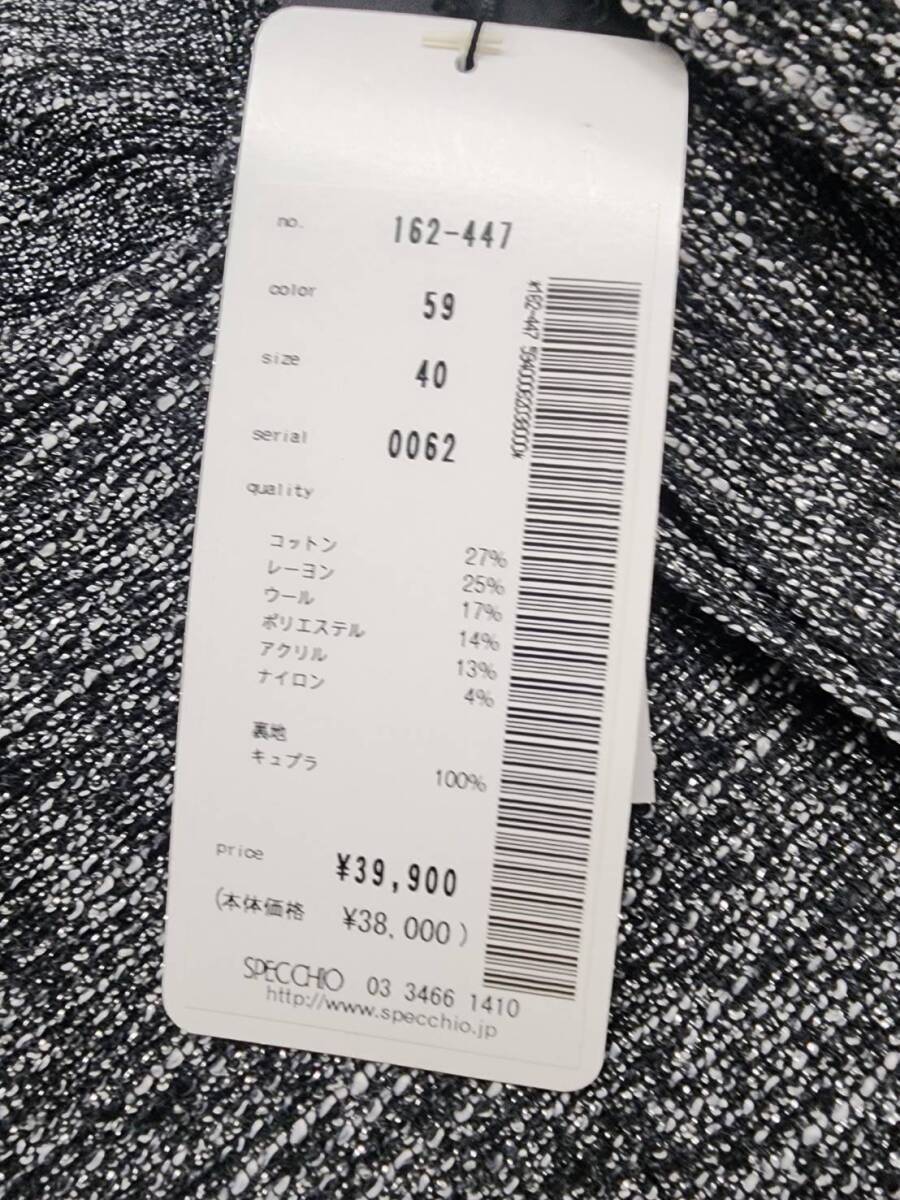 no. 162-447
color 59
size 40
serial 0062
quality
コットン 27%
レーヨン 25%
ウール 17%
ポリエステル 14%
アクリル 13%
ナイロン 4%
裏地
キュプラ 100%
price ¥39,900
(本体価格 ¥38,000)
SPECCHIO 03 3466 1410
http://www.specchio.jp